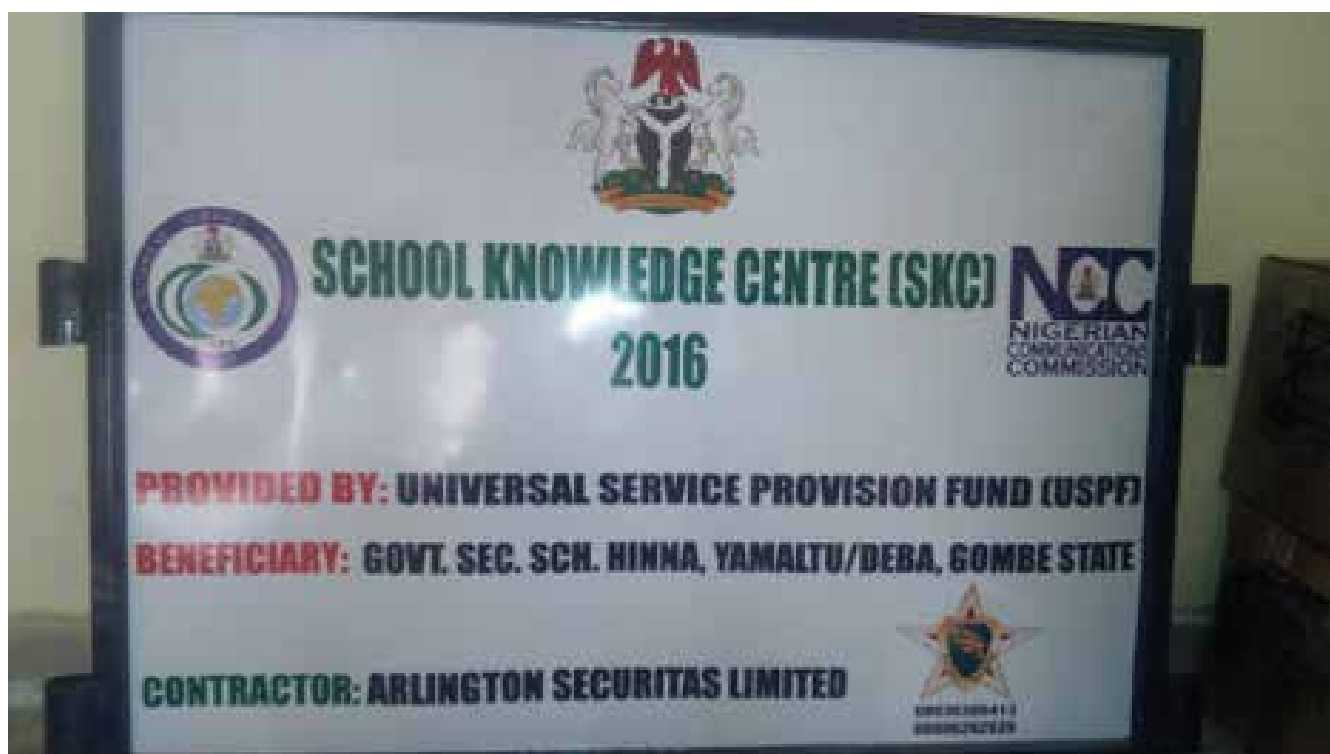 SCHOOL KNOWLEDGE CENTRE (SKC)
2016
NCC
NIGERIAN
COMMUNICATIONS
COMMISSION
PROVIDED BY: UNIVERSAL SERVICE PROVISION FUND (USPF)
BENEFICIARY: GOVT. SEC. SCH. HINNA, YAMALTU/DEBA, GOMBE STATE
CONTRACTOR: ARLINGTON SECURITAS LIMITED